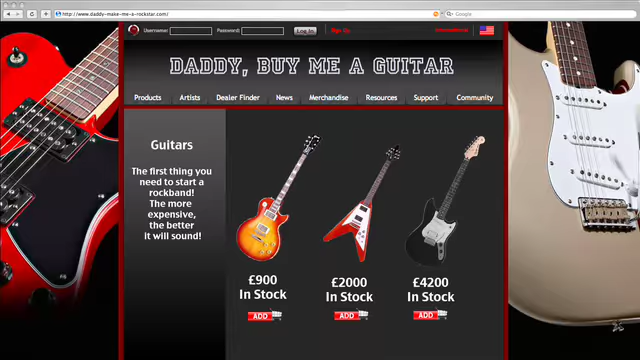 http://www.daddy-make-me-a-rockstar.com/
Google
Username:
Password:
Log In
Sign Up
DADDY, BUY ME A GUITAR
Products
Artists
Dealer Finder
News
Merchandise
Resources
Support
Community
Guitars
The first thing you
need to start a
rockband!
The more
expensive,
the better
it will sound!
£900
In Stock
ADD
£2000
In Stock
ADD
£4200
In Stock
ADD